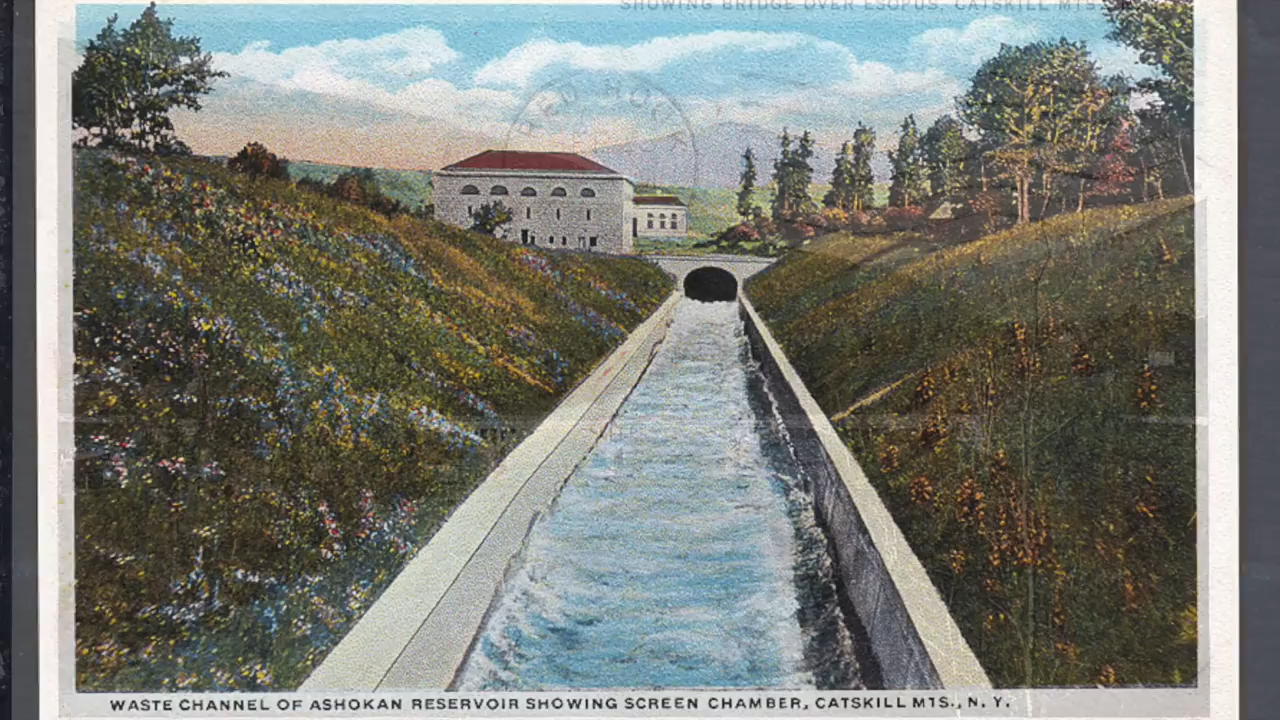 SHOWING BRIDGE OVER ESOPUS, CATSKILL MTS.
WASTE CHANNEL OF ASHOKAN RESERVOIR SHOWING SCREEN CHAMBER, CATSKILL MTS., N. Y.